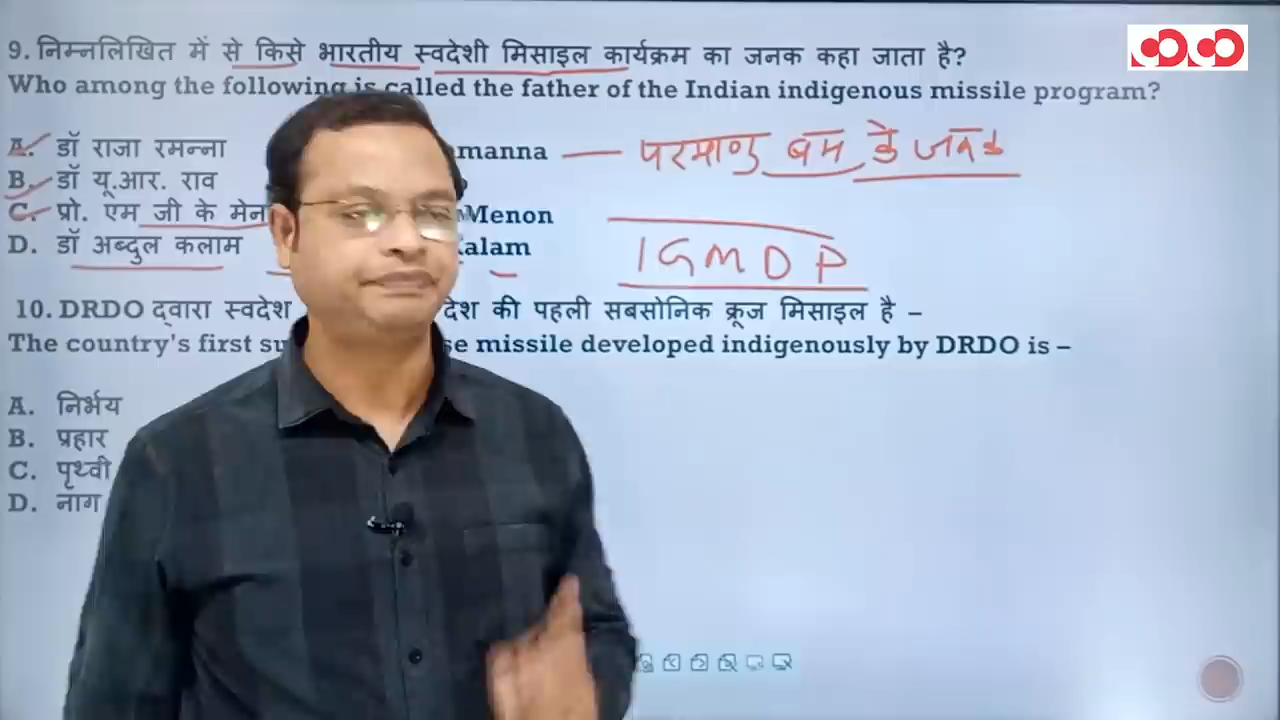 9. निम्नलिखित में से किसे भारतीय स्वदेशी मिसाइल कार्यक्रम का जनक कहा जाता है?
Who among the following is called the father of the Indian indigenous missile program?
A. डॉ राजा रमन्ना manna — परमाणु बम के जनक
B. डॉ यू.आर. राव
C. प्रो. एम जी के मेन Menon
D. डॉ अब्दुल कलाम alam IGMDP
10. DRDO द्वारा स्वदेश देश की पहली सबसोनिक क्रूज मिसाइल है –
The country's first su se missile developed indigenously by DRDO is –
A. निर्भय
B. प्रहार
C. पृथ्वी
D. नाग